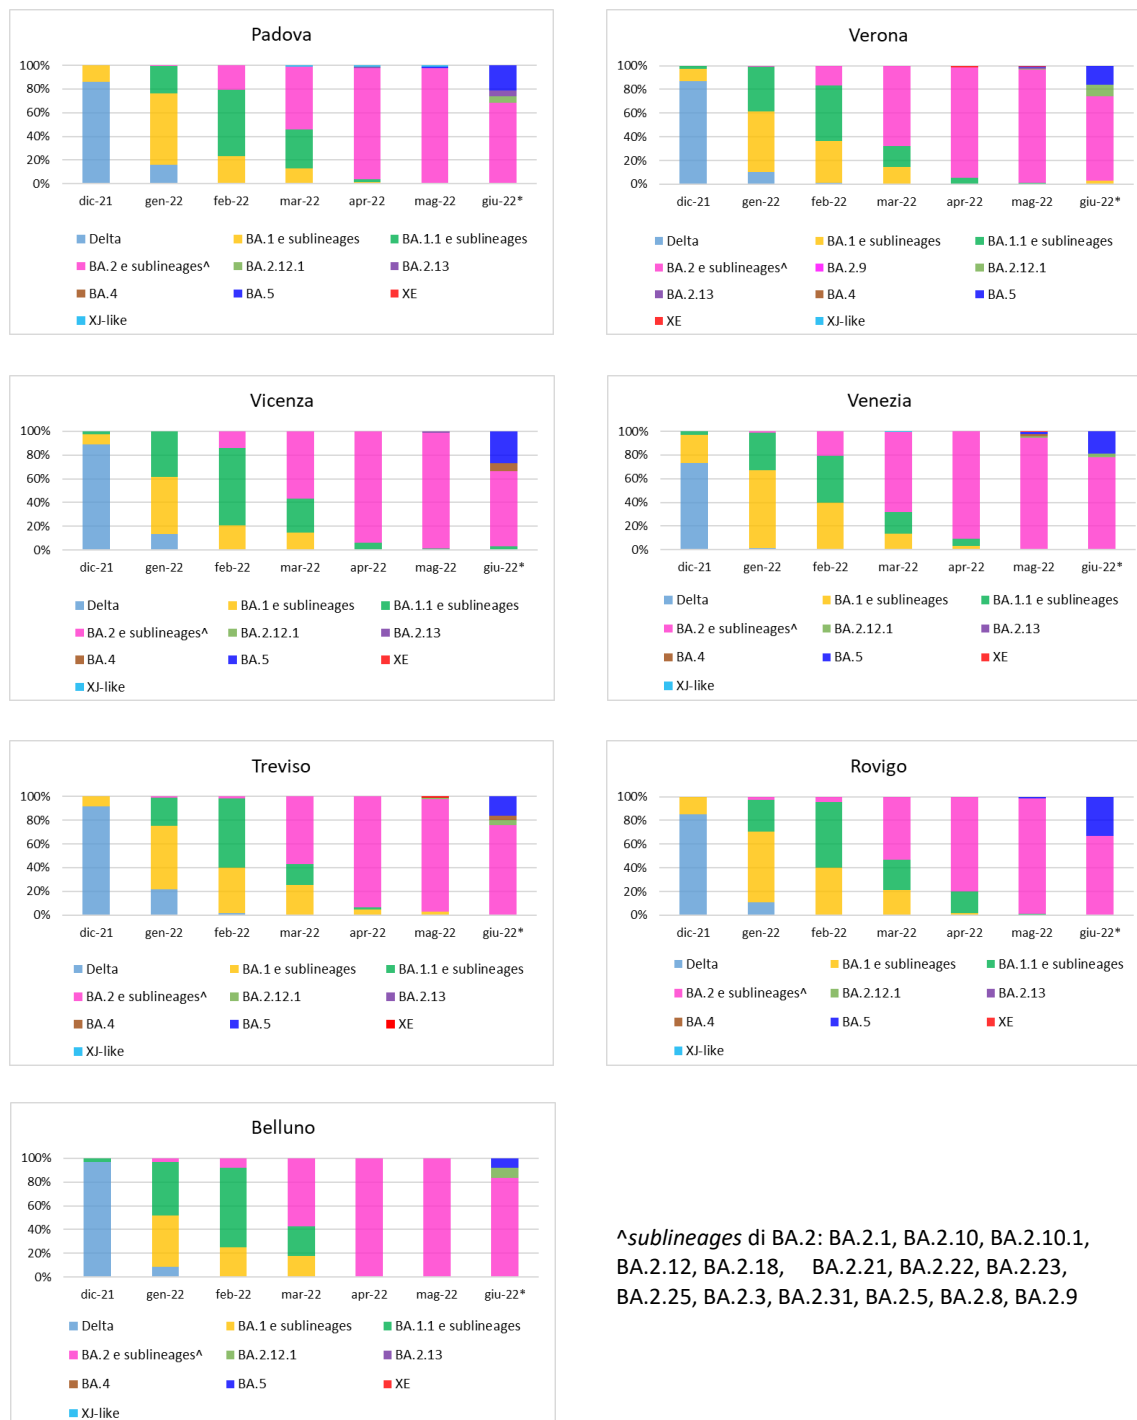 Padova
100%
80%
60%
40%
20%
0%
dic-21 gen-22 feb-22 mar-22 apr-22 mag-22 giu-22*
Delta BA.1 e sublineages BA.1.1 e sublineages
BA.2 e sublineages^ BA.2.12.1 BA.2.13
BA.4 BA.5 XE
XJ-like
Verona
100%
80%
60%
40%
20%
0%
dic-21 gen-22 feb-22 mar-22 apr-22 mag-22 giu-22*
Delta BA.1 e sublineages BA.1.1 e sublineages
BA.2 e sublineages^ BA.2.9 BA.2.12.1
BA.2.13 BA.4 BA.5
XE XJ-like
Vicenza
100%
80%
60%
40%
20%
0%
dic-21 gen-22 feb-22 mar-22 apr-22 mag-22 giu-22*
Delta BA.1 e sublineages BA.1.1 e sublineages
BA.2 e sublineages^ BA.2.12.1 BA.2.13
BA.4 BA.5 XE
XJ-like
Venezia
100%
80%
60%
40%
20%
0%
dic-21 gen-22 feb-22 mar-22 apr-22 mag-22 giu-22*
Delta BA.1 e sublineages BA.1.1 e sublineages
BA.2 e sublineages^ BA.2.12.1 BA.2.13
BA.4 BA.5 XE
XJ-like
Treviso
100%
80%
60%
40%
20%
0%
dic-21 gen-22 feb-22 mar-22 apr-22 mag-22 giu-22*
Delta BA.1 e sublineages BA.1.1 e sublineages
BA.2 e sublineages^ BA.2.12.1 BA.2.13
BA.4 BA.5 XE
XJ-like
Rovigo
100%
80%
60%
40%
20%
0%
dic-21 gen-22 feb-22 mar-22 apr-22 mag-22 giu-22*
Delta BA.1 e sublineages BA.1.1 e sublineages
BA.2 e sublineages^ BA.2.12.1 BA.2.13
BA.4 BA.5 XE
XJ-like
Belluno
100%
80%
60%
40%
20%
0%
dic-21 gen-22 feb-22 mar-22 apr-22 mag-22 giu-22*
Delta BA.1 e sublineages BA.1.1 e sublineages
BA.2 e sublineages^ BA.2.12.1 BA.2.13
BA.4 BA.5 XE
XJ-like
^sublineages di BA.2: BA.2.1, BA.2.10, BA.2.10.1,
BA.2.12, BA.2.18, BA.2.21, BA.2.22, BA.2.23,
BA.2.25, BA.2.3, BA.2.31, BA.2.5, BA.2.8, BA.2.9